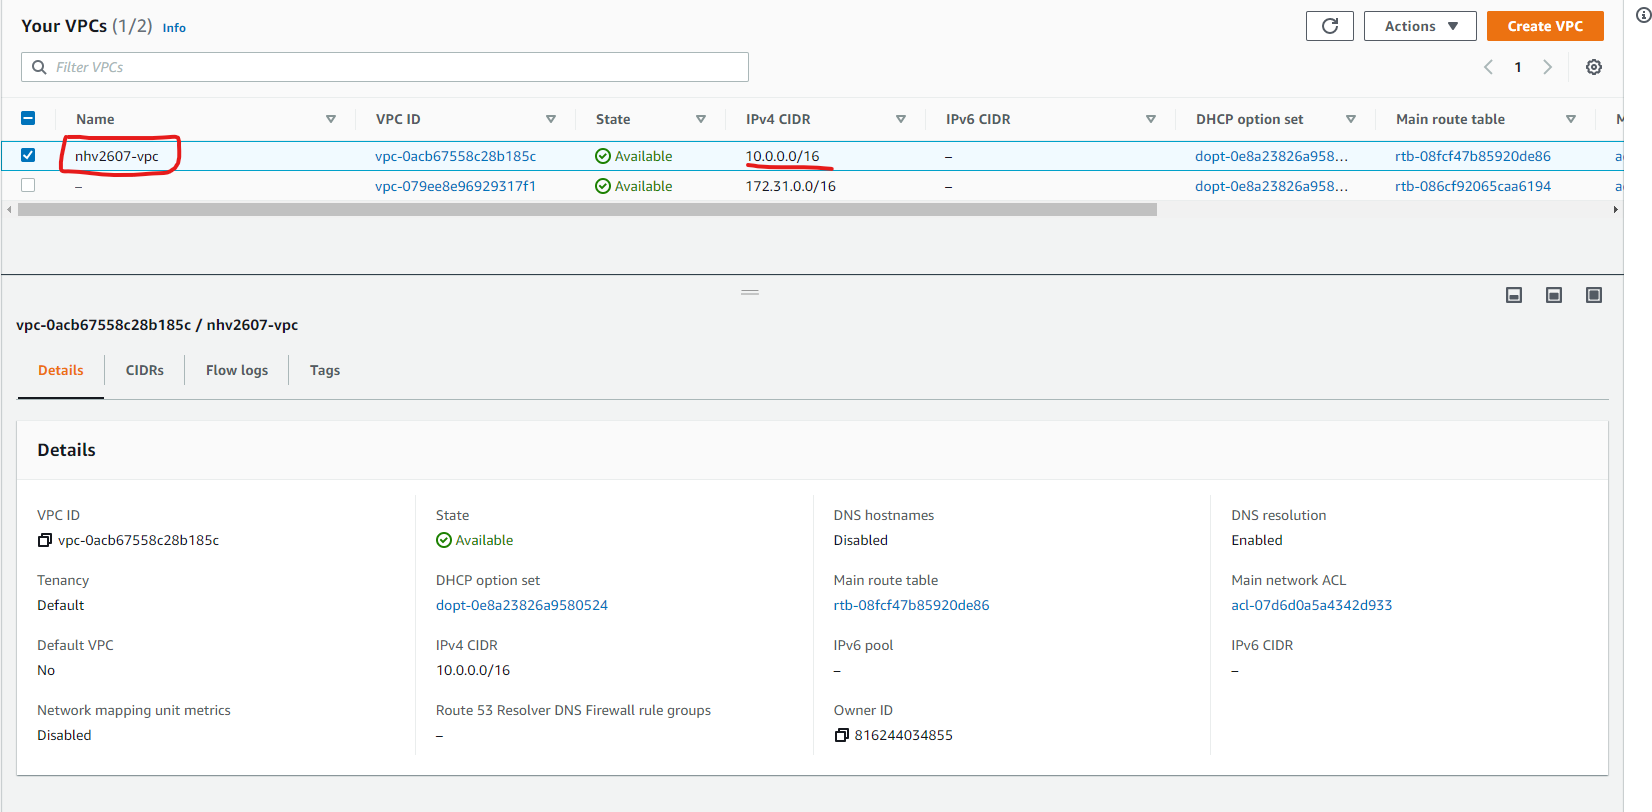 Your VPCs (1/2) Info
Actions
Create VPC
Filter VPCs
1
Name VPC ID State IPv4 CIDR IPv6 CIDR DHCP option set Main route table
nhv2607-vpc vpc-0acb67558c28b185c Available 10.0.0.0/16 – dopt-0e8a23826a958... rtb-08fcf47b85920de86
– vpc-079ee8e96929317f1 Available 172.31.0.0/16 – dopt-0e8a23826a958... rtb-086cf92065caa6194
vpc-0acb67558c28b185c / nhv2607-vpc
Details CIDRs Flow logs Tags
Details
VPC ID State DNS hostnames DNS resolution
vpc-0acb67558c28b185c Available Disabled Enabled
Tenancy DHCP option set Main route table Main network ACL
Default dopt-0e8a23826a9580524 rtb-08fcf47b85920de86 acl-07d6d0a5a4342d933
Default VPC IPv4 CIDR IPv6 pool IPv6 CIDR
No 10.0.0.0/16 – –
Network mapping unit metrics Route 53 Resolver DNS Firewall rule groups Owner ID
Disabled – 816244034855